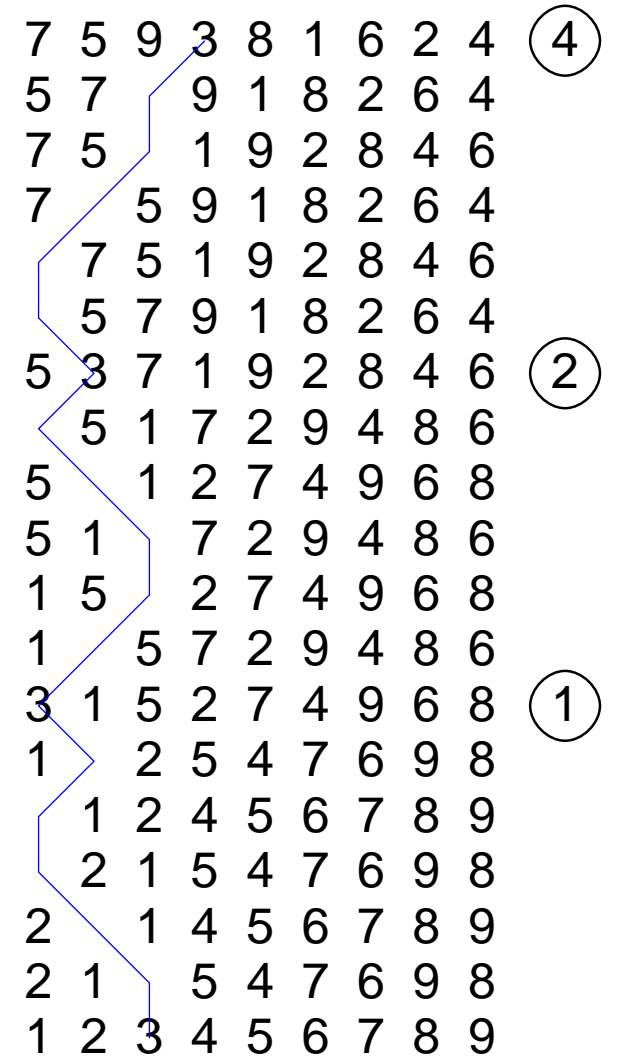 7 5 9 3 8 1 6 2 4 4
5 7 9 1 8 2 6 4
7 5 1 9 2 8 4 6
7 5 9 1 8 2 6 4
7 5 1 9 2 8 4 6
5 7 9 1 8 2 6 4
5 3 7 1 9 2 8 4 6 2
5 1 7 2 9 4 8 6
5 1 2 7 4 9 6 8
5 1 7 2 9 4 8 6
1 5 2 7 4 9 6 8
1 5 7 2 9 4 8 6
3 1 5 2 7 4 9 6 8 1
1 2 5 4 7 6 9 8
1 2 4 5 6 7 8 9
2 1 5 4 7 6 9 8
2 1 4 5 6 7 8 9
2 1 5 4 7 6 9 8
1 2 3 4 5 6 7 8 9